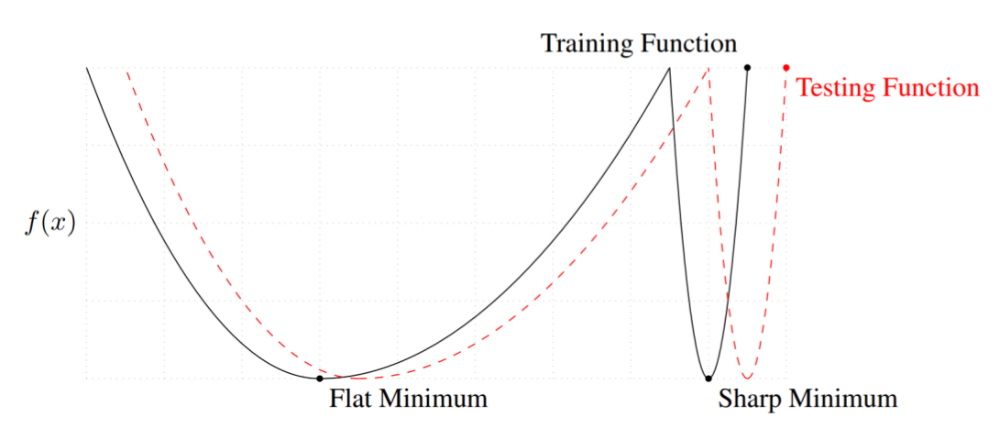 Training Function
Testing Function
f(x)
Flat Minimum
Sharp Minimum